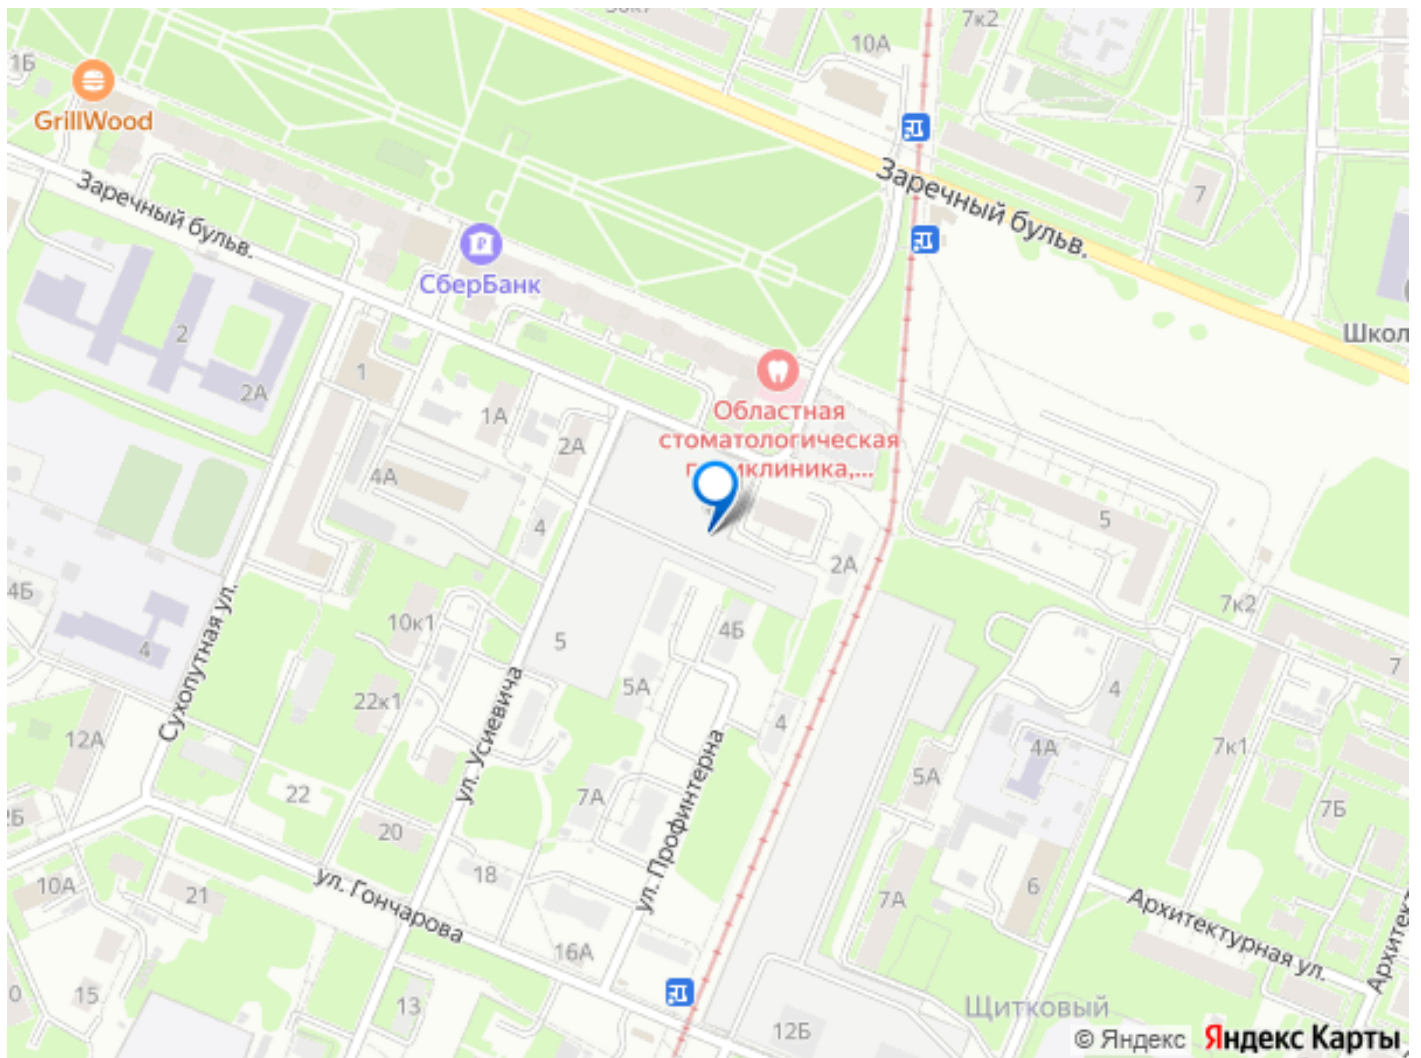 7к2
10А
1Б
GrillWood
Заречный бульв.
7
Заречный бульв.
СберБанк
2
Школ
1
2А
Областная
стоматологическая
1А
2А
4А
4
5
2А
4Б
7к2
10к1
4Б
4
5
7
5А
4
22к1
Сухопутная ул.
ул. Усиевича
4
12А
4А
7к1
5А
22
7А
7Б
20
ул. Профинтерна
18
10А
21
ул. Гончарова
7А
6
Архитектурная ул.
16А
15
13
Щитковый
12Б
© Яндекс
Яндекс Карты